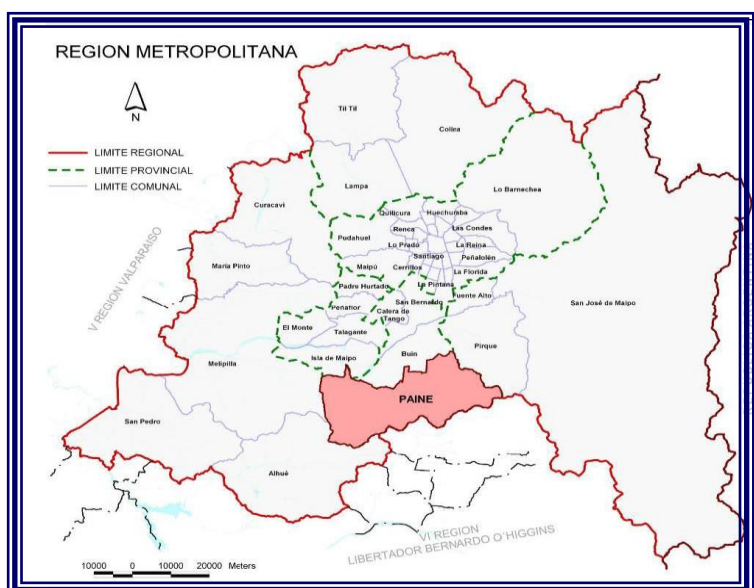 REGION METROPOLITANA
N
LIMITE REGIONAL
LIMITE PROVINCIAL
LIMITE COMUNAL
Til Til
Colina
Lampa
Lo Barnechea
Curacaví
Quilicura
Huechuraba
Renca
Las Condes
Pudahuel
Lo Prado
La Reina
Santiago
Peñalolén
María Pinto
Maipú
Cerrillos
La Florida
Padre Hurtado
La Pintana
San Bernardo
Puente Alto
San José de Maipo
Peñaflor
Calera de
Tango
El Monte
Talagante
Isla de Maipo
Buin
Pirque
Melipilla
PAINE
San Pedro
Alhué
V REGION VALPARAISO
VI REGION
LIBERTADOR BERNARDO O´HIGGINS
10000 0 10000 20000 Meters